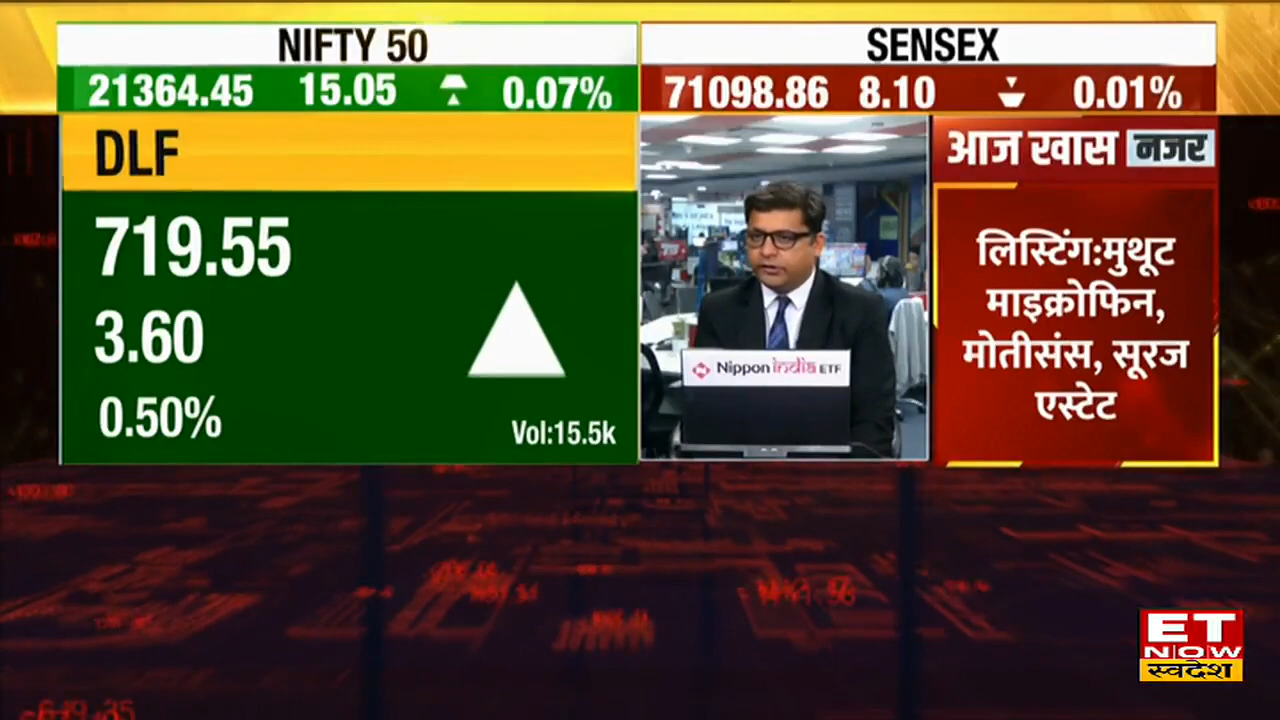 NIFTY 50
21364.45 15.05 0.07%
SENSEX
71098.86 8.10 0.01%
DLF
719.55
3.60
0.50%
Vol:15.5k
Nippon india ETF
आज खास नजर
लिस्टिंग:मुथूट
माइक्रोफिन,
मोतीसंस, सूरज
एस्टेट
ET
NOW
स्वदेश